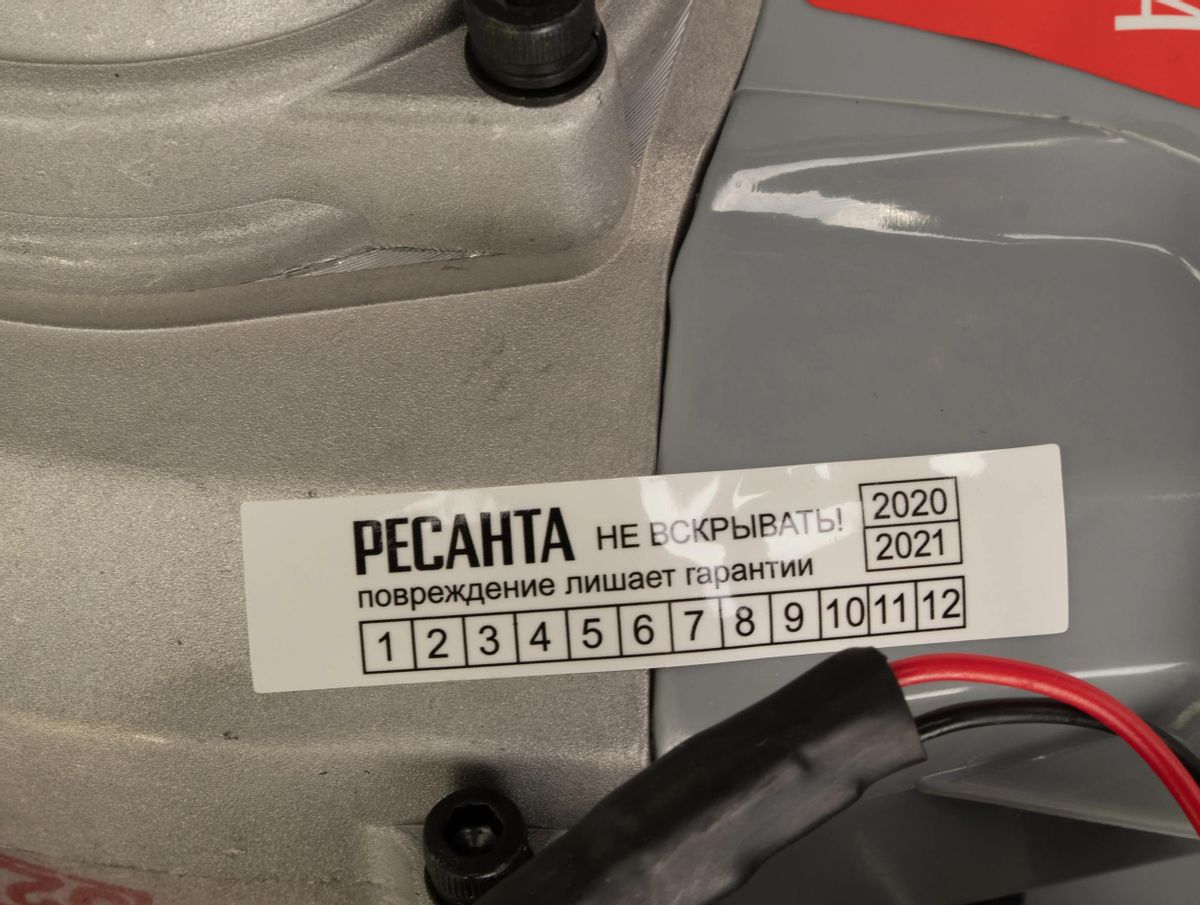 РЕСАНТА НЕ ВСКРЫВАТЬ! 2020
повреждение лишает гарантии 2021
1 2 3 4 5 6 7 8 9 10 11 12